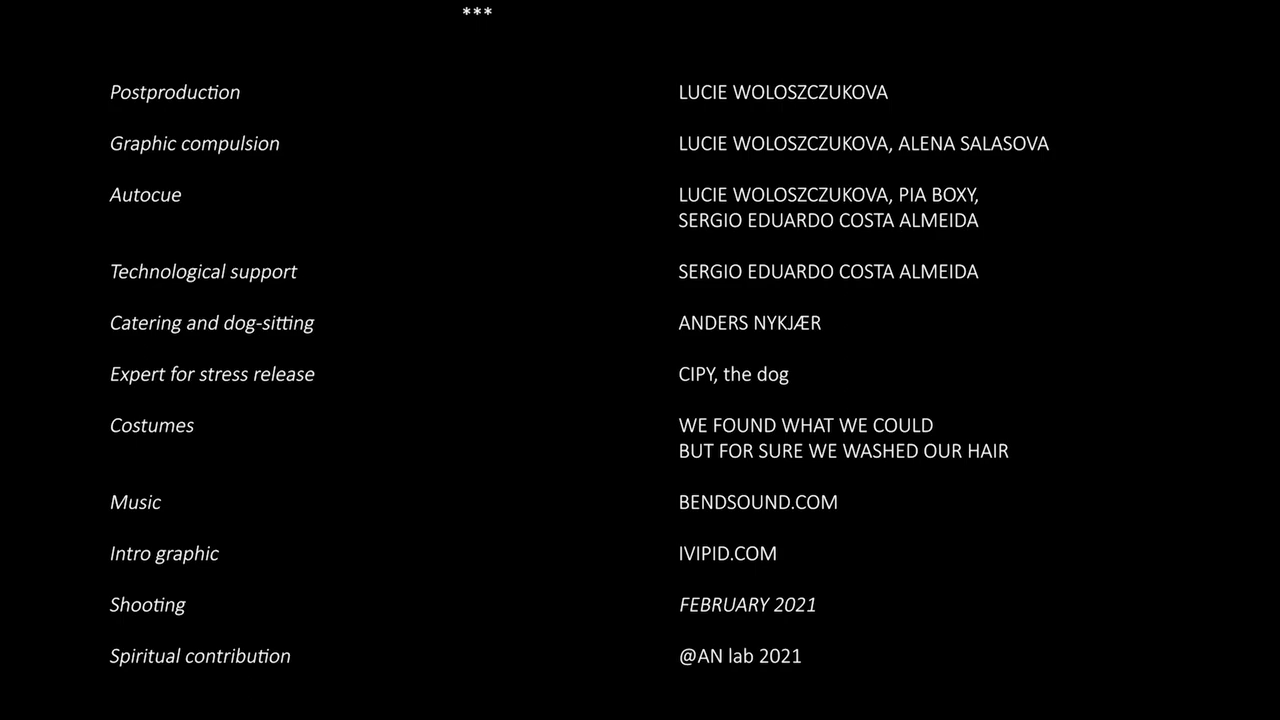 ***
Postproduction LUCIE WOLOSZCZUKOVA
Graphic compulsion LUCIE WOLOSZCZUKOVA, ALENA SALASOVA
Autocue LUCIE WOLOSZCZUKOVA, PIA BOXY,
SERGIO EDUARDO COSTA ALMEIDA
Technological support SERGIO EDUARDO COSTA ALMEIDA
Catering and dog-sitting ANDERS NYKJÆR
Expert for stress release CIPY, the dog
Costumes WE FOUND WHAT WE COULD
BUT FOR SURE WE WASHED OUR HAIR
Music BENDSOUND.COM
Intro graphic IVIPID.COM
Shooting FEBRUARY 2021
Spiritual contribution @AN lab 2021